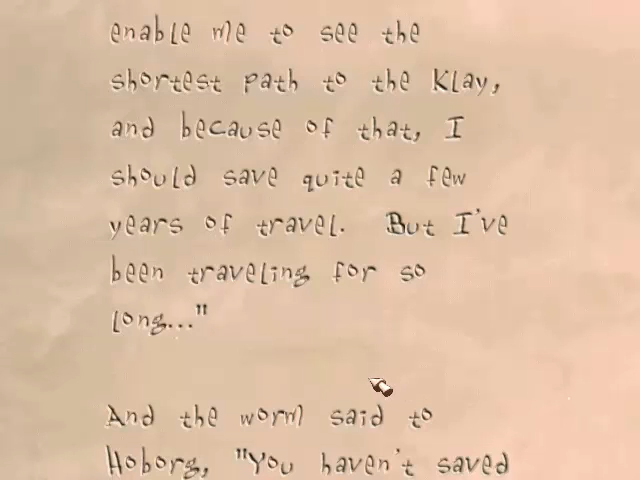 enable me to see the
shortest path to the Klay,
and because of that, I
should save quite a few
years of travel.  But I've
been traveling for so
long..."
And the worm said to
Hoborg, "You haven't saved